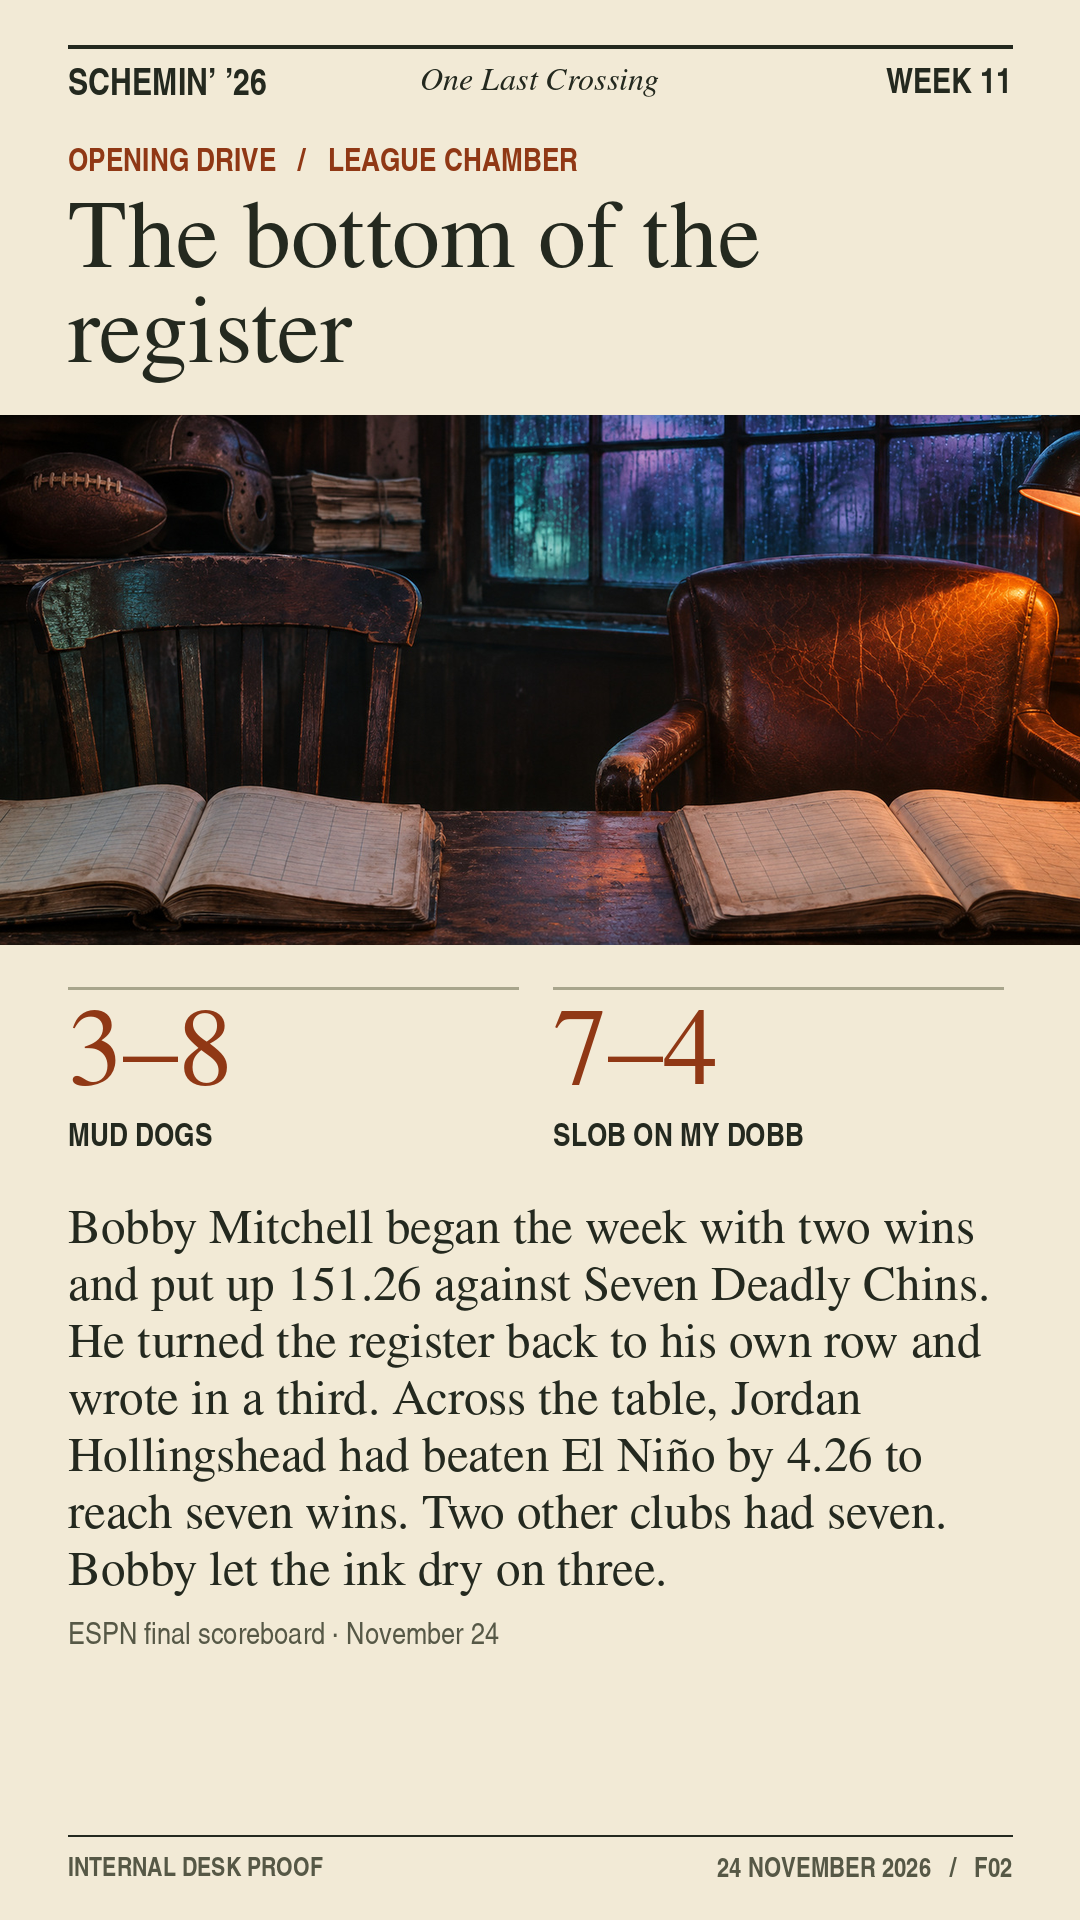 SCHEMIN’ ’26
One Last Crossing
WEEK 11
OPENING DRIVE / LEAGUE CHAMBER
The bottom of the
register
3–8
7–4
MUD DOGS
SLOB ON MY DOBB
Bobby Mitchell began the week with two wins
and put up 151.26 against Seven Deadly Chins.
He turned the register back to his own row and
wrote in a third. Across the table, Jordan
Hollingshead had beaten El Niño by 4.26 to
reach seven wins. Two other clubs had seven.
Bobby let the ink dry on three.
ESPN final scoreboard · November 24
INTERNAL DESK PROOF
24 NOVEMBER 2026 / F02